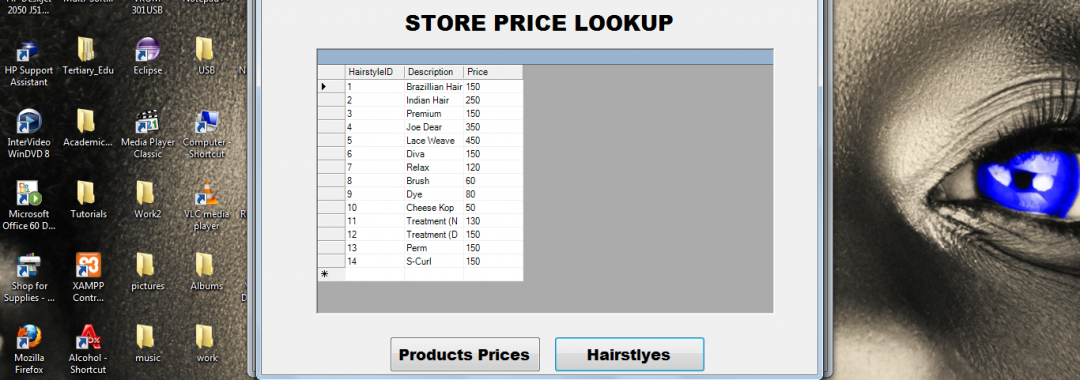 HP Deskjet
2050 J51...
301USB
STORE PRICE LOOKUP
HP Support
Assistant
Tertiary_Edu
Eclipse
USB
HairstyleID Description Price
1 Brazillian Hair 150
2 Indian Hair 250
3 Premium 150
4 Joe Dear 350
5 Lace Weave 450
6 Diva 150
7 Relax 120
8 Brush 60
9 Dye 80
10 Cheese Kop 50
11 Treatment (N 130
12 Treatment (D 150
13 Perm 150
14 S-Curl 150
InterVideo
WinDVD 8
Academic...
Media Player
Classic
Computer -
Shortcut
Microsoft
Office 60 D...
Tutorials
Work2
VLC media
player
Shop for
Supplies - ...
XAMPP
Contr...
pictures
Albums
Mozilla
Firefox
Alcohol -
Shortcut
music
work
Products Prices
Hairstlyes